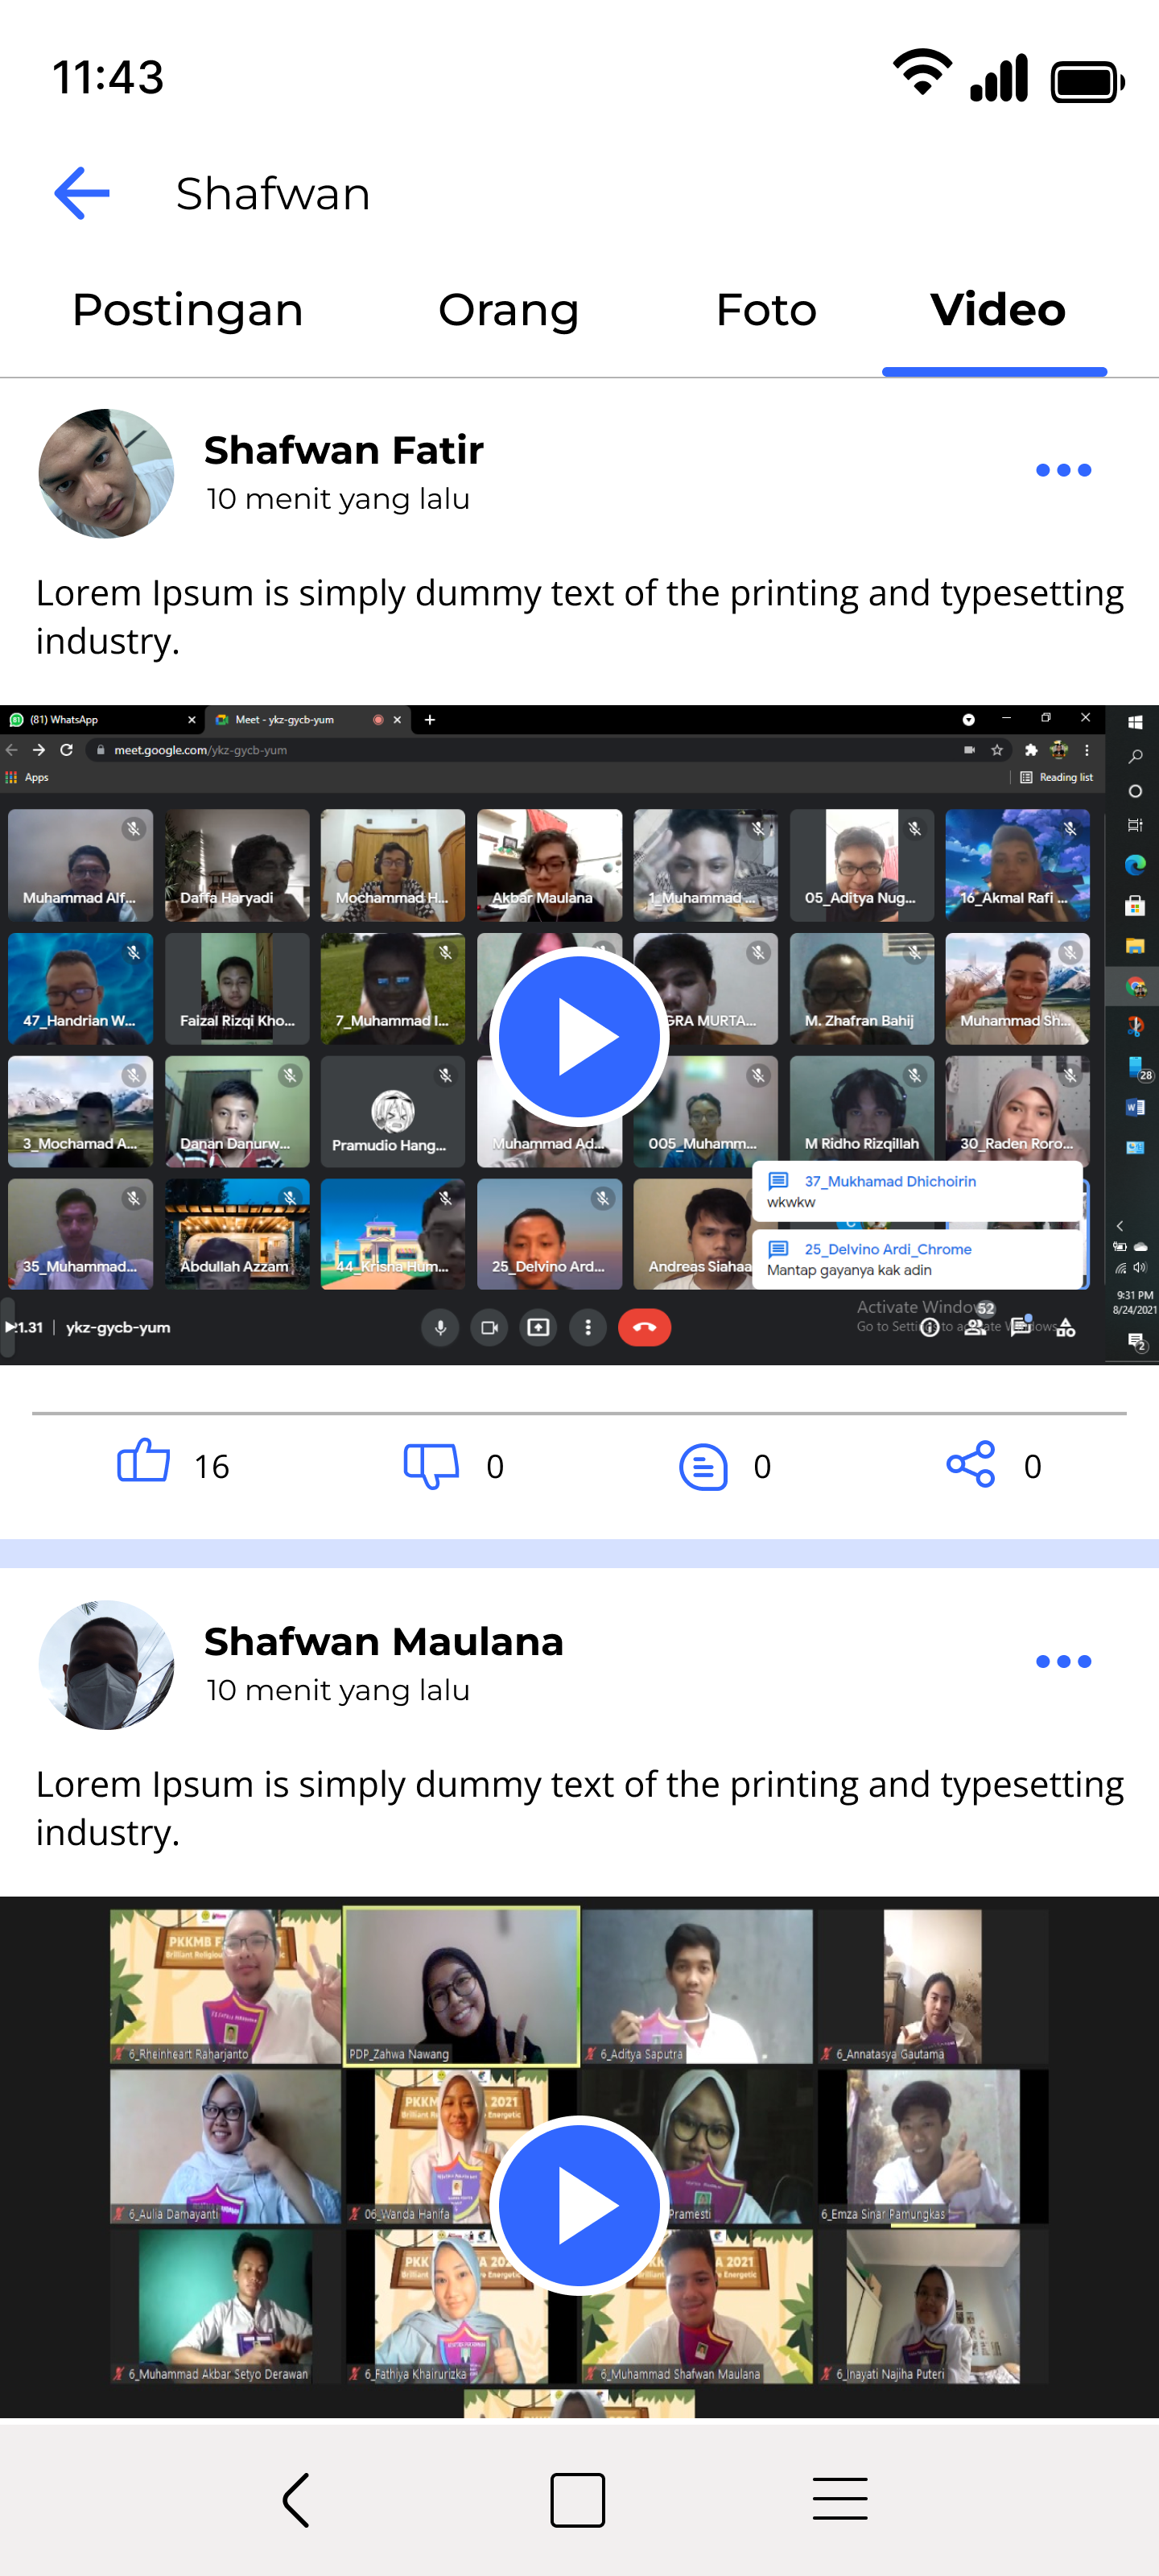 11:43
Shafwan
Postingan Orang Foto Video
Shafwan Fatir
10 menit yang lalu
Lorem Ipsum is simply dummy text of the printing and typesetting
industry.
(81) WhatsApp Meet - ykz-gycb-yum
meet.google.com/ykz-gycb-yum
Apps Reading list
Muhammad Alf... Daffa Haryadi Mochammad H... Akbar Maulana 1_Muhammad ... 05_Aditya Nug... 16_Akmal Rafi ...
47_Handrian W... Faizal Rizqi Kho... 7_Muhammad I... GRA MURTA... M. Zhafran Bahij Muhammad Sh...
28
3_Mochamad A... Danan Danurw... Pramudio Hang... Muhammad Ad... 005_Muhamm... M Ridho Rizqillah 30_Raden Roro...
37_Mukhamad Dhichoirin
wkwkw
25_Delvino Ardi_Chrome
Mantap gayanya kak adin
35_Muhammad... Abdullah Azzam 44_Krisna Hum... 25_Delvino Ard... Andreas Siahaa
9:31 PM
8/24/2021
1.31 | ykz-gycb-yum
Activate Windows
Go to Settings to activate Windows
52
2
16 0 0 0
Shafwan Maulana
10 menit yang lalu
Lorem Ipsum is simply dummy text of the printing and typesetting
industry.
PKKMB F
Brilliant Religiou
6_Rheinheart Raharjanto PDP_Zahwa Nawang 6_Aditya Saputra 6_Annatasya Gautama
PKKM A 2021
Energetic
6_Aulia Damayanti 06_Wanda Hanifa Pramesti 6_Emza Sinar Pamungkas
PKK A 2021
Energetic
6_Muhammad Akbar Setyo Derawan 6_Fathiya Khairurizka 6_Muhammad Shafwan Maulana 6_Inayati Najiha Puteri